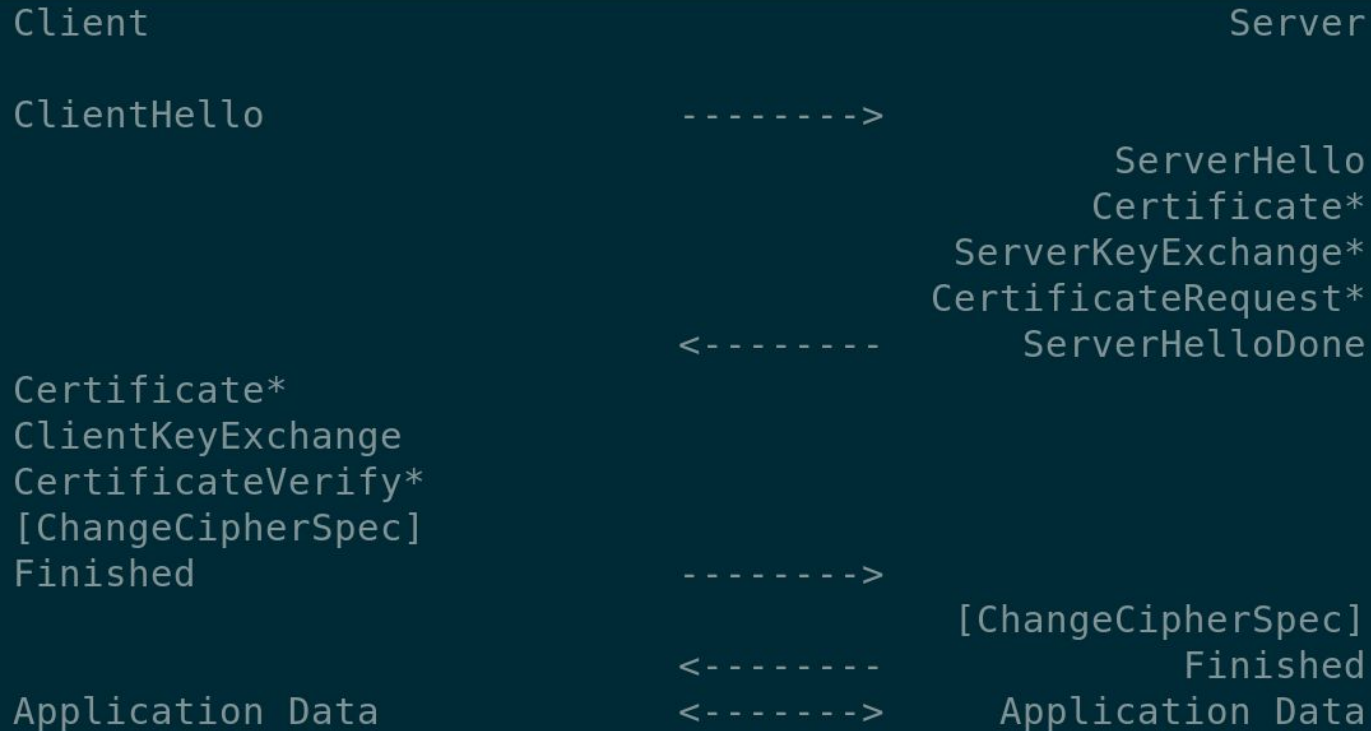 Client Server
ClientHello -------->
ServerHello
Certificate*
ServerKeyExchange*
CertificateRequest*
<-------- ServerHelloDone
Certificate*
ClientKeyExchange
CertificateVerify*
[ChangeCipherSpec]
Finished -------->
[ChangeCipherSpec]
<-------- Finished
Application Data <-------> Application Data